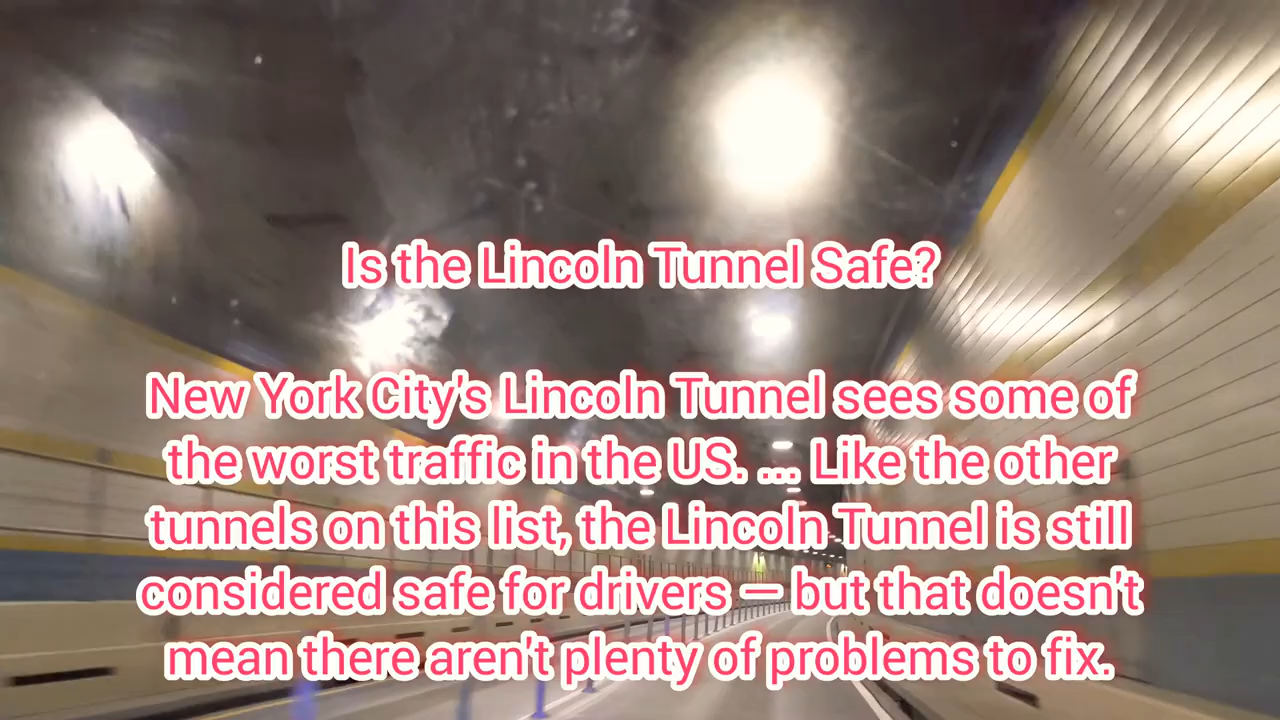 Is the Lincoln Tunnel Safe?
New York City's Lincoln Tunnel sees some of
the worst traffic in the US. ... Like the other
tunnels on this list, the Lincoln Tunnel is still
considered safe for drivers — but that doesn't
mean there aren't plenty of problems to fix.